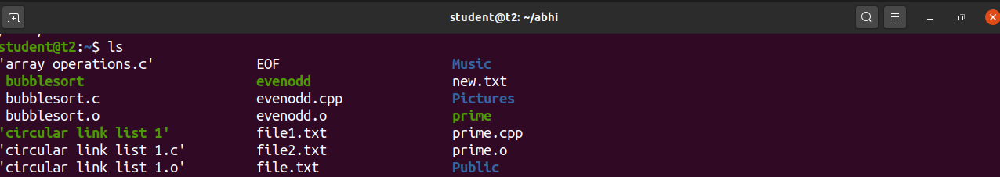 student@t2: ~/abhi
student@t2:~$ ls
'array operations.c' EOF Music
bubblesort evenodd new.txt
bubblesort.c evenodd.cpp Pictures
bubblesort.o evenodd.o prime
'circular link list 1' file1.txt prime.cpp
'circular link list 1.c' file2.txt prime.o
'circular link list 1.o' file.txt Public